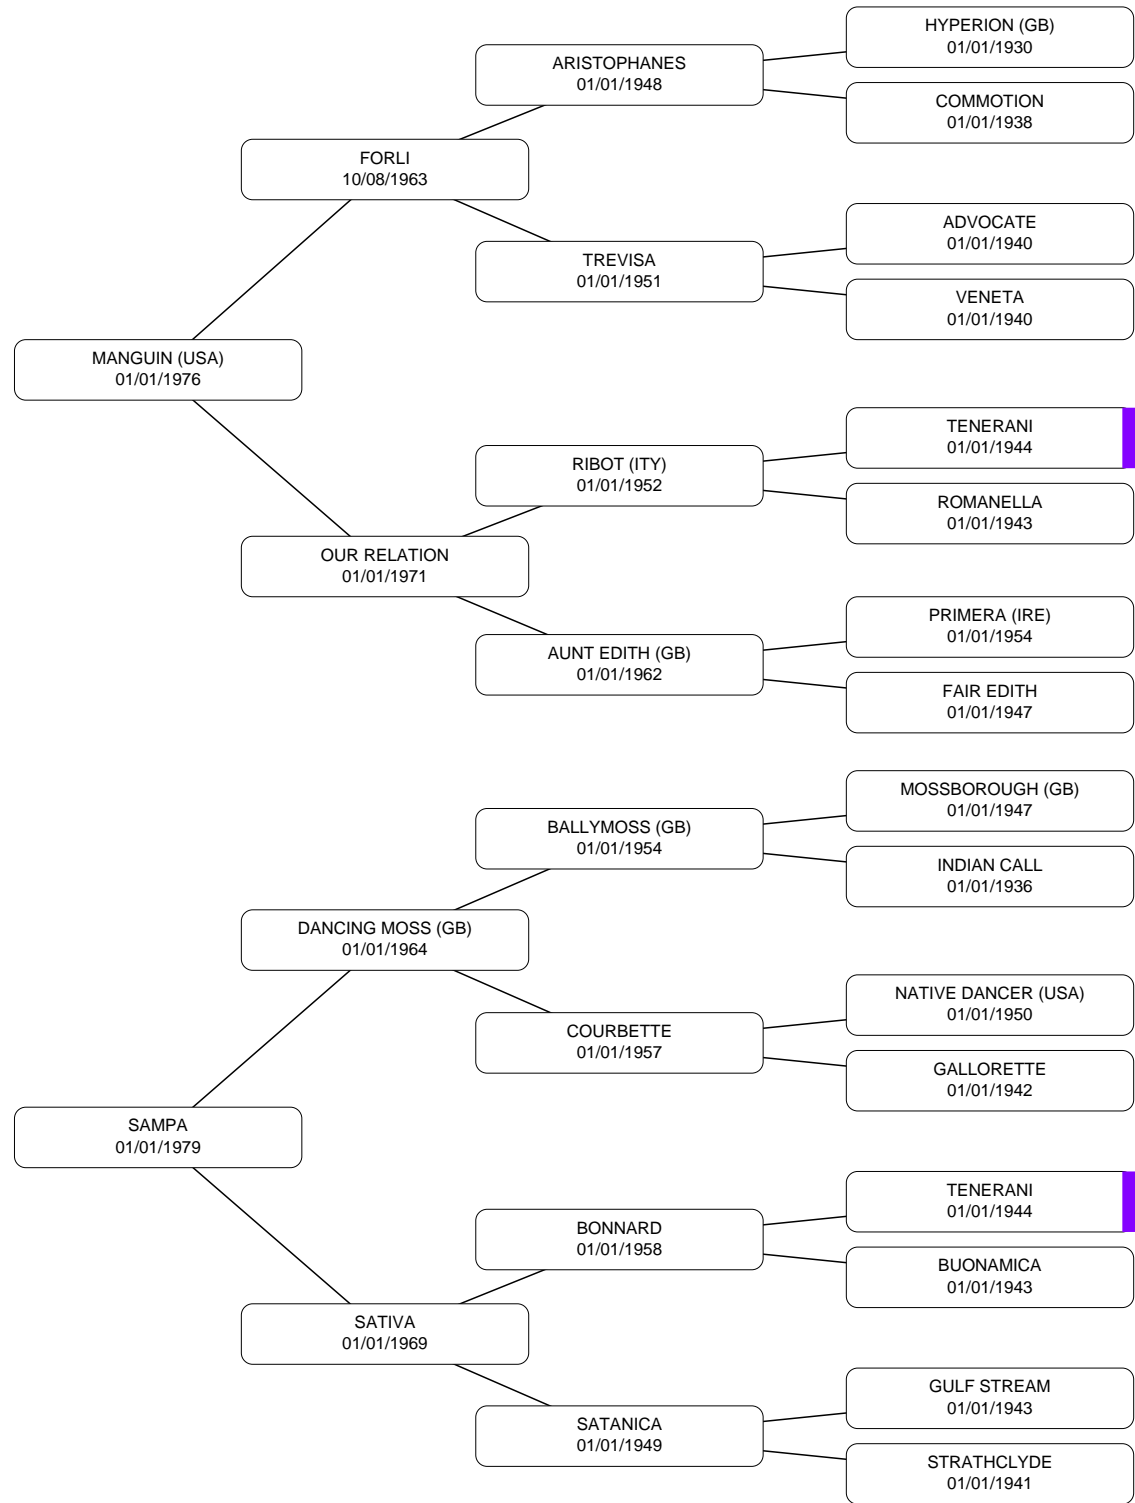 HYPERION (GB)
01/01/1930
ARISTOPHANES
01/01/1948
COMMOTION
01/01/1938
FORLI
10/08/1963
ADVOCATE
01/01/1940
TREVISA
01/01/1951
VENETA
01/01/1940
MANGUIN (USA)
01/01/1976
TENERANI
01/01/1944
RIBOT (ITY)
01/01/1952
ROMANELLA
01/01/1943
OUR RELATION
01/01/1971
PRIMERA (IRE)
01/01/1954
AUNT EDITH (GB)
01/01/1962
FAIR EDITH
01/01/1947
MOSSBOROUGH (GB)
01/01/1947
BALLYMOSS (GB)
01/01/1954
INDIAN CALL
01/01/1936
DANCING MOSS (GB)
01/01/1964
NATIVE DANCER (USA)
01/01/1950
COURBETTE
01/01/1957
GALLORETTE
01/01/1942
SAMPA
01/01/1979
TENERANI
01/01/1944
BONNARD
01/01/1958
BUONAMICA
01/01/1943
SATIVA
01/01/1969
GULF STREAM
01/01/1943
SATANICA
01/01/1949
STRATHCLYDE
01/01/1941